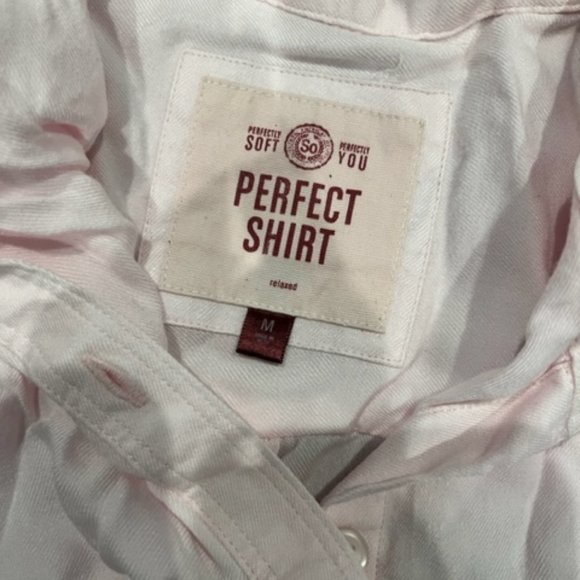 PERFECTLY SOFT
So
PERFECTLY YOU
PERFECT
SHIRT
relaxed
M